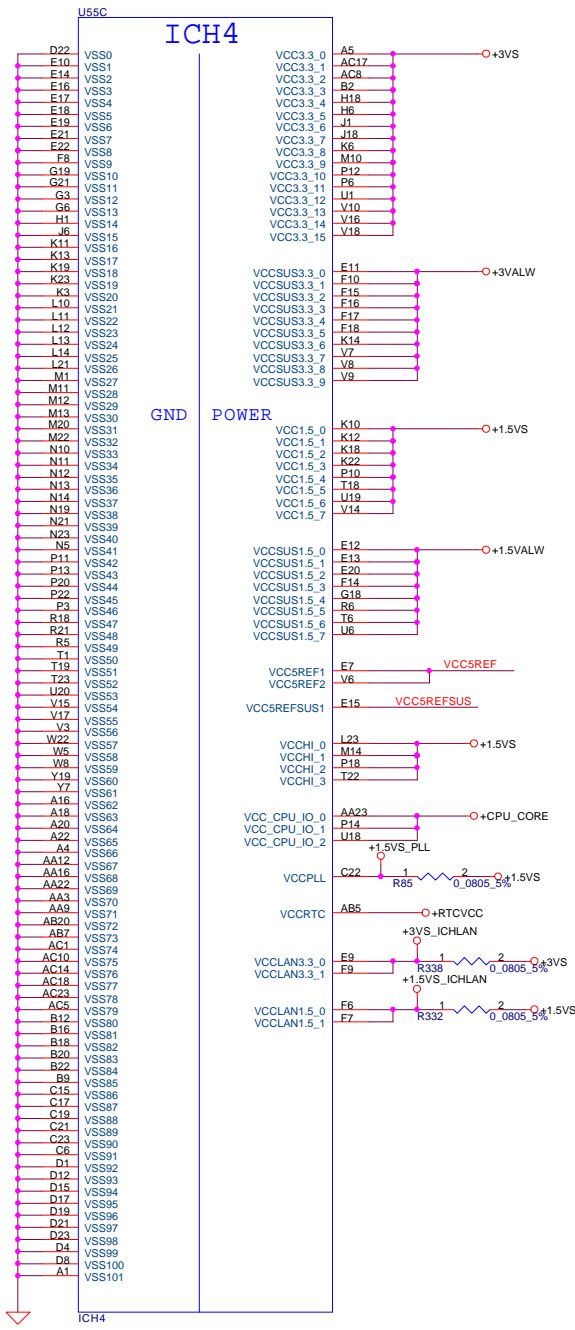 U55C
ICH4
D22 VSS0
E10 VSS1
E14 VSS2
E16 VSS3
E17 VSS4
E18 VSS5
E19 VSS6
E21 VSS7
E22 VSS8
F8 VSS9
G19 VSS10
G21 VSS11
G3 VSS12
G6 VSS13
H1 VSS14
J6 VSS15
K11 VSS16
K13 VSS17
K19 VSS18
K23 VSS19
K3 VSS20
L10 VSS21
L11 VSS22
L12 VSS23
L13 VSS24
L14 VSS25
L21 VSS26
M1 VSS27
M11 VSS28
M12 VSS29
M13 VSS30
M20 VSS31
M22 VSS32
N10 VSS33
N11 VSS34
N12 VSS35
N13 VSS36
N14 VSS37
N19 VSS38
N21 VSS39
N23 VSS40
N5 VSS41
P11 VSS42
P13 VSS43
P20 VSS44
P22 VSS45
P3 VSS46
R18 VSS47
R21 VSS48
R5 VSS49
T1 VSS50
T19 VSS51
T23 VSS52
U20 VSS53
V15 VSS54
V17 VSS55
V3 VSS56
W22 VSS57
W5 VSS58
W8 VSS59
Y19 VSS60
Y7 VSS61
A16 VSS62
A18 VSS63
A20 VSS64
A22 VSS65
A4 VSS66
AA12 VSS67
AA16 VSS68
AA22 VSS69
AA3 VSS70
AA9 VSS71
AB20 VSS72
AB7 VSS73
AC1 VSS74
AC10 VSS75
AC14 VSS76
AC18 VSS77
AC23 VSS78
AC5 VSS79
B12 VSS80
B16 VSS81
B18 VSS82
B20 VSS83
B22 VSS84
B9 VSS85
C15 VSS86
C17 VSS87
C19 VSS88
C21 VSS89
C23 VSS90
C6 VSS91
D1 VSS92
D12 VSS93
D15 VSS94
D17 VSS95
D19 VSS96
D21 VSS97
D23 VSS98
D4 VSS99
D8 VSS100
A1 VSS101
GND POWER
VCC3.3_0 A5 +3VS
VCC3.3_1 AC17
VCC3.3_2 AC8
VCC3.3_3 B2
VCC3.3_4 H18
VCC3.3_5 H6
VCC3.3_6 J1
VCC3.3_7 J18
VCC3.3_8 K6
VCC3.3_9 M10
VCC3.3_10 P12
VCC3.3_11 P6
VCC3.3_12 U1
VCC3.3_13 V10
VCC3.3_14 V16
VCC3.3_15 V18
VCCSUS3.3_0 E11 +3VALW
VCCSUS3.3_1 F10
VCCSUS3.3_2 F15
VCCSUS3.3_3 F16
VCCSUS3.3_4 F17
VCCSUS3.3_5 F18
VCCSUS3.3_6 K14
VCCSUS3.3_7 V7
VCCSUS3.3_8 V8
VCCSUS3.3_9 V9
VCC1.5_0 K10 +1.5VS
VCC1.5_1 K12
VCC1.5_2 K18
VCC1.5_3 K22
VCC1.5_4 P10
VCC1.5_5 T18
VCC1.5_6 U19
VCC1.5_7 V14
VCCSUS1.5_0 E12 +1.5VALW
VCCSUS1.5_1 E13
VCCSUS1.5_2 E20
VCCSUS1.5_3 F14
VCCSUS1.5_4 G18
VCCSUS1.5_5 R6
VCCSUS1.5_6 T6
VCCSUS1.5_7 U6
VCC5REF1 E7 VCC5REF
VCC5REF2 V6
VCC5REFSUS1 E15 VCC5REFSUS
VCCHI_0 L23 +1.5VS
VCCHI_1 M14
VCCHI_2 P18
VCCHI_3 T22
VCC_CPU_IO_0 AA23 +CPU_CORE
VCC_CPU_IO_1 P14
VCC_CPU_IO_2 U18
+1.5VS_PLL
VCCPLL C22 1 2 +1.5VS
R85 0_0805_5%
VCCRTC AB5 +RTCVCC
+3VS_ICHLAN
VCCLAN3.3_0 E9 1 2 +3VS
VCCLAN3.3_1 F9 R338 0_0805_5%
+1.5VS_ICHLAN
VCCLAN1.5_0 F6 1 2 +1.5VS
VCCLAN1.5_1 F7 R332 0_0805_5%
ICH4